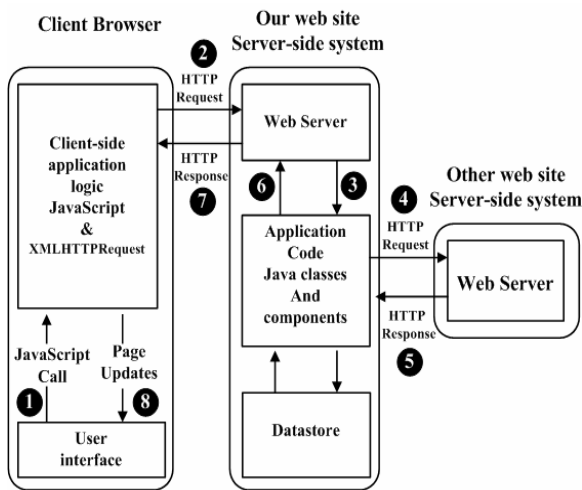 Client Browser
Our web site
Server-side system
2
HTTP
Request
Client-side
application
logic
JavaScript
&
XMLHTTPRequest
Web Server
HTTP
Response
7
6
3
Other web site
Server-side system
4
HTTP
Request
Application
Code
Java classes
And
components
Web Server
HTTP
Response
5
JavaScript
Call
1
Page
Updates
8
User
interface
Datastore